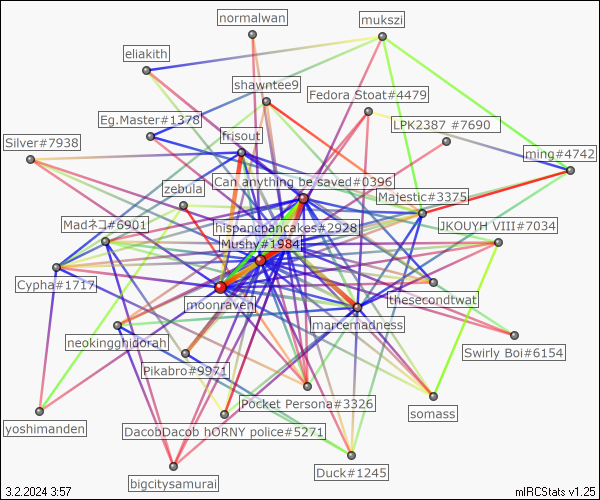 normalwan
mukszi
eliakith
shawntee9
Fedora Stoat#4479
Eg.Master#1378
LPK2387 #7690
Silver#7938
frisout
ming#4742
Can anything be saved#0396
zebula
Majestic#3375
Madネコ#6901
hispancpancakes#2928
JKOUYH VIII#7034
Mushy#1984
Cypha#1717
moonraven
thesecondtwat
marcemadness
neokingghidorah
Swirly Boi#6154
Pikabro#9971
Pocket Persona#3326
somass
yoshimanden
DacobDacob hORNY police#5271
Duck#1245
bigcitysamurai
3.2.2024 3:57
mIRCStats v1.25